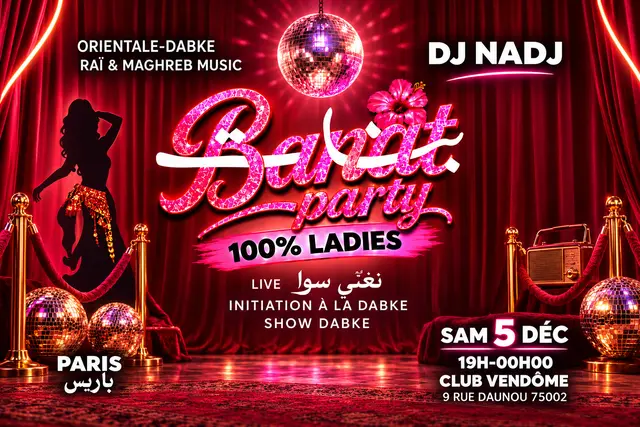 ORIENTALE-DABKE
RAÏ & MAGHREB MUSIC
DJ NADJ
Banat
بنات
party
100% LADIES
LIVE نغنّي سوا
INITIATION À LA DABKE
SHOW DABKE
PARIS
باريس
SAM 5 DÉC
19H-00H00
CLUB VENDÔME
9 RUE DAUNOU 75002